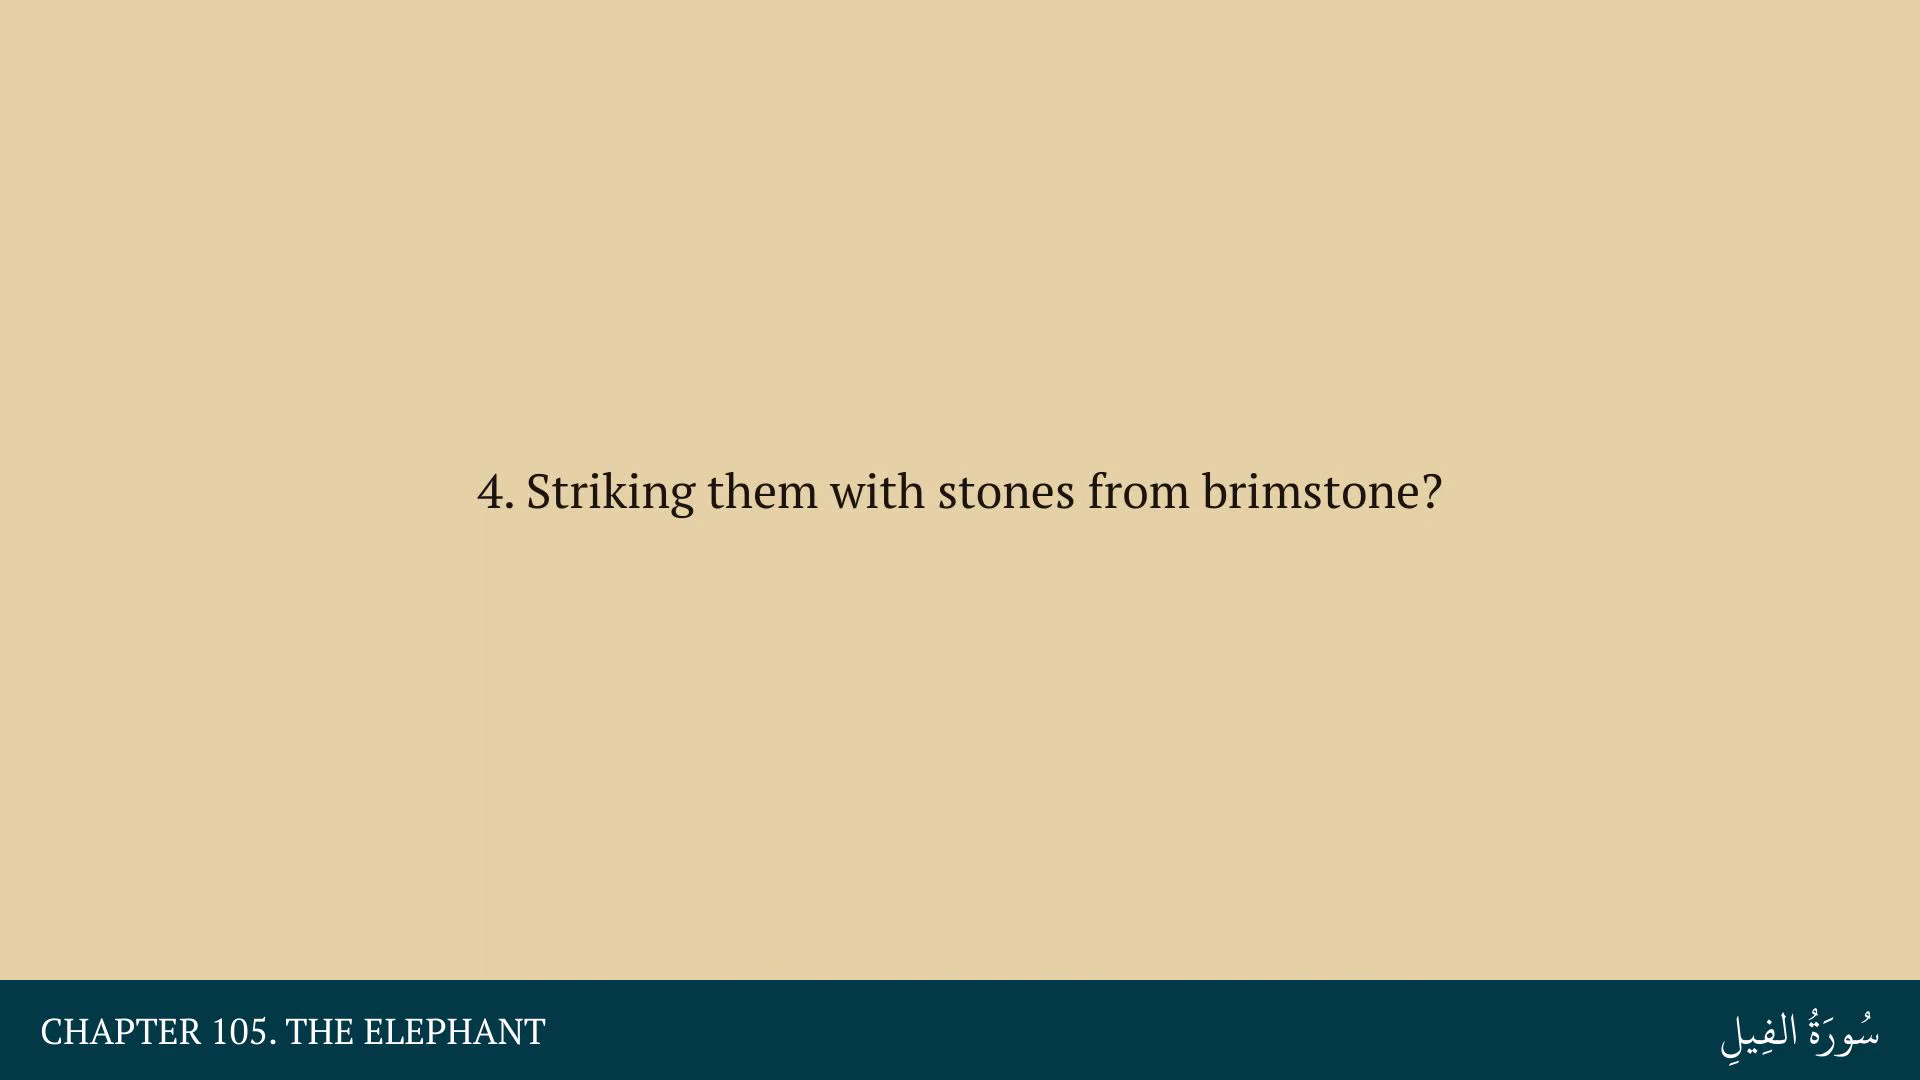 4. Striking them with stones from brimstone?
CHAPTER 105. THE ELEPHANT
سُورَةُ الفِيلِ